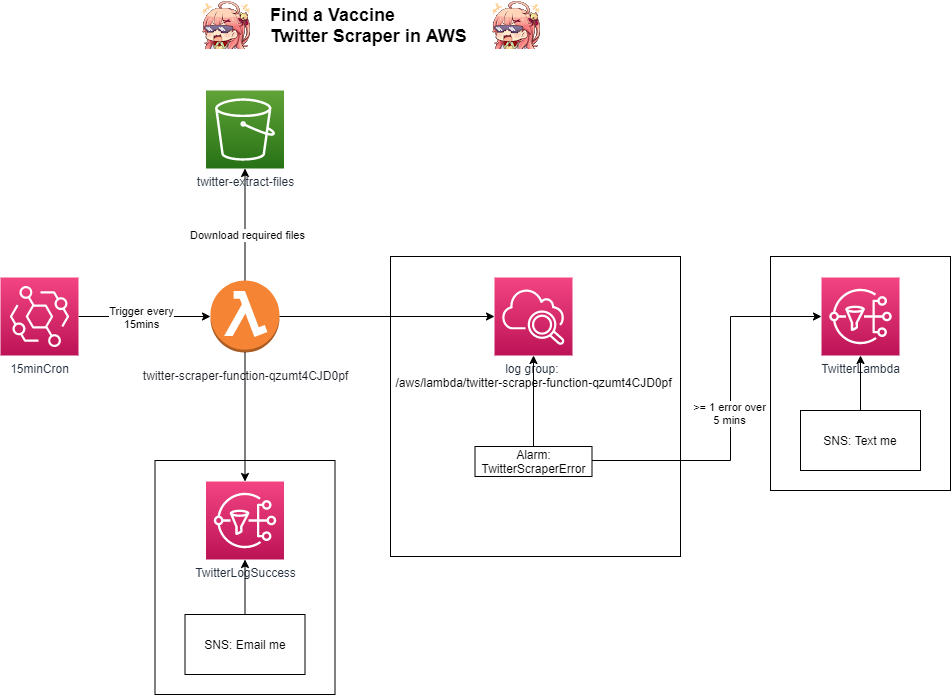 Find a Vaccine
Twitter Scraper in AWS
twitter-extract-files
Download required files
Trigger every
15mins
15minCron
twitter-scraper-function-qzumt4CJD0pf
log group:
/aws/lambda/twitter-scraper-function-qzumt4CJD0pf
Alarm:
TwitterScraperError
>= 1 error over
5 mins
TwitterLambda
SNS: Text me
TwitterLogSuccess
SNS: Email me